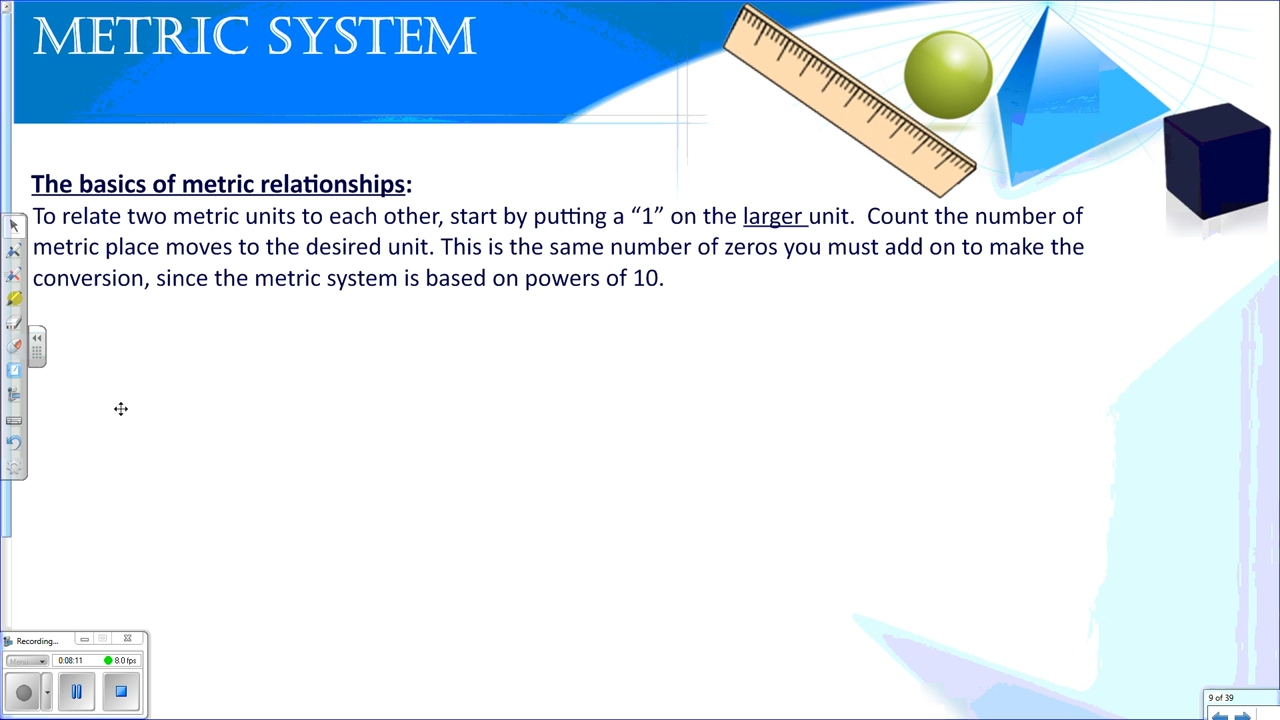 METRIC SYSTEM
The basics of metric relationships:
To relate two metric units to each other, start by putting a “1” on the larger unit. Count the number of
metric place moves to the desired unit. This is the same number of zeros you must add on to make the
conversion, since the metric system is based on powers of 10.
Recording...
0:08:11
8.0 fps
9 of 39